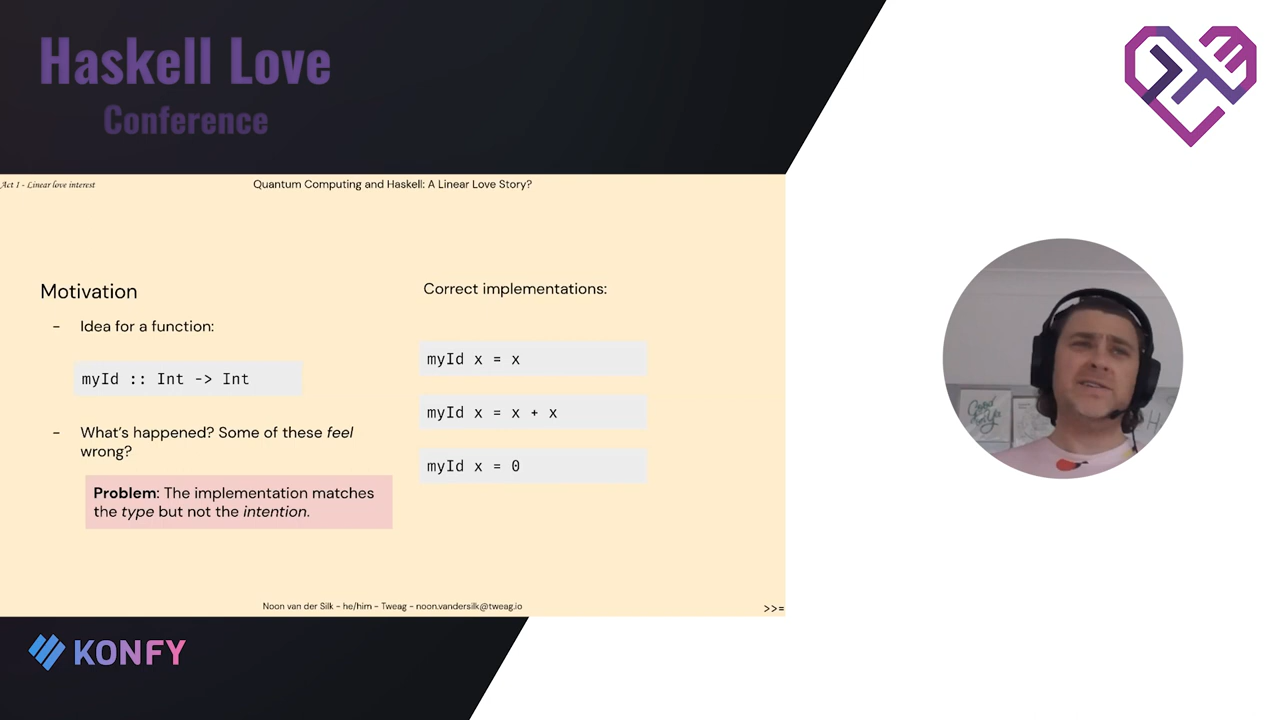 Haskell Love
Conference
Act 1 - Linear love interest
Quantum Computing and Haskell: A Linear Love Story?
Motivation
- Idea for a function:
myId :: Int -> Int
- What's happened? Some of these feel
wrong?
Problem: The implementation matches
the type but not the intention.
Correct implementations:
myId x = x
myId x = x + x
myId x = 0
Noon van der Silk - he/him - Tweag - noon.vandersilk@tweag.io
>>=
KONFY